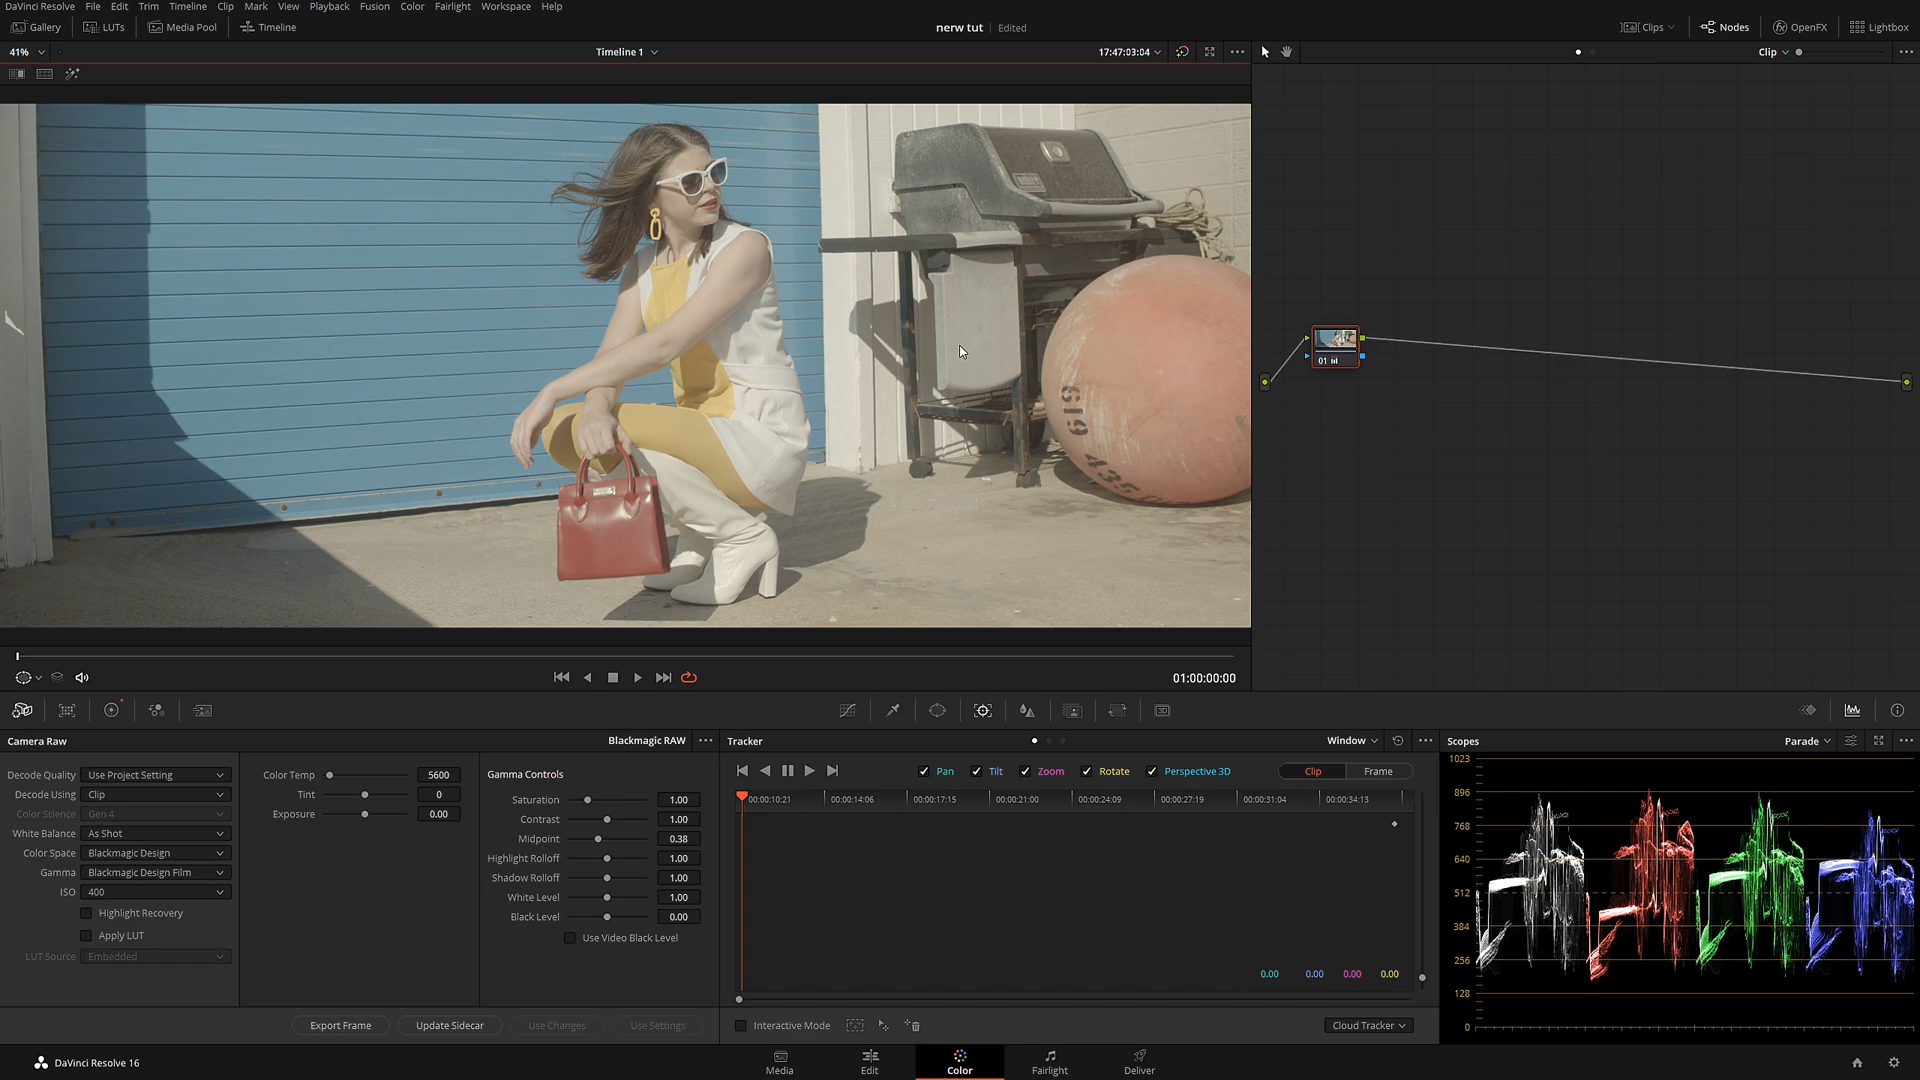 DaVinci Resolve File Edit Trim Timeline Clip Mark View Playback Fusion Color Fairlight Workspace Help
Gallery LUTs Media Pool Timeline nerw tut Edited Clips Nodes OpenFX Lightbox
41% Timeline 1 17:47:03:04 Clip
619
435
01
01:00:00:00
Camera Raw Blackmagic RAW Tracker Window Scopes Parade
Decode Quality Use Project Setting
Decode Using Clip
Color Science Gen 4
White Balance As Shot
Color Space Blackmagic Design
Gamma Blackmagic Design Film
ISO 400
Highlight Recovery
Apply LUT
LUT Source Embedded
Color Temp 5600
Tint 0
Exposure 0.00
Gamma Controls
Saturation 1.00
Contrast 1.00
Midpoint 0.38
Highlight Rolloff 1.00
Shadow Rolloff 1.00
White Level 1.00
Black Level 0.00
Use Video Black Level
Export Frame Update Sidecar Use Changes Use Settings
Pan Tilt Zoom Rotate Perspective 3D Clip Frame
00:00:10:21 00:00:14:06 00:00:17:15 00:00:21:00 00:00:24:09 00:00:27:19 00:00:31:04 00:00:34:13
0.00 0.00 0.00 0.00
Interactive Mode Cloud Tracker
1023
896
768
640
512
384
256
128
0
DaVinci Resolve 16 Media Edit Color Fairlight Deliver